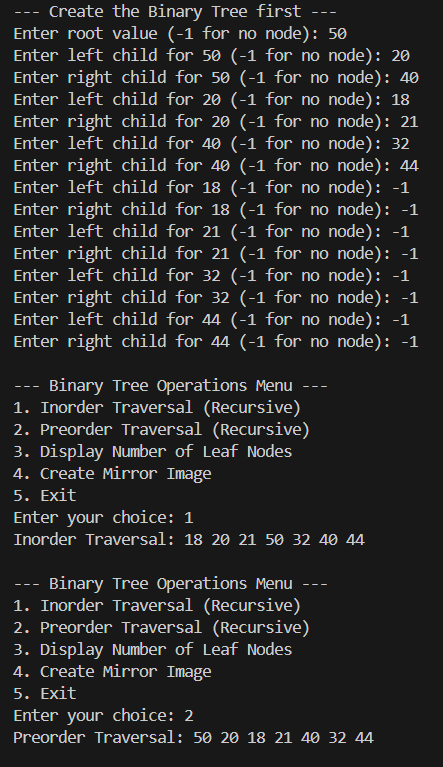 --- Create the Binary Tree first ---
Enter root value (-1 for no node): 50
Enter left child for 50 (-1 for no node): 20
Enter right child for 50 (-1 for no node): 40
Enter left child for 20 (-1 for no node): 18
Enter right child for 20 (-1 for no node): 21
Enter left child for 40 (-1 for no node): 32
Enter right child for 40 (-1 for no node): 44
Enter left child for 18 (-1 for no node): -1
Enter right child for 18 (-1 for no node): -1
Enter left child for 21 (-1 for no node): -1
Enter right child for 21 (-1 for no node): -1
Enter left child for 32 (-1 for no node): -1
Enter right child for 32 (-1 for no node): -1
Enter left child for 44 (-1 for no node): -1
Enter right child for 44 (-1 for no node): -1

--- Binary Tree Operations Menu ---
1. Inorder Traversal (Recursive)
2. Preorder Traversal (Recursive)
3. Display Number of Leaf Nodes
4. Create Mirror Image
5. Exit
Enter your choice: 1
Inorder Traversal: 18 20 21 50 32 40 44

--- Binary Tree Operations Menu ---
1. Inorder Traversal (Recursive)
2. Preorder Traversal (Recursive)
3. Display Number of Leaf Nodes
4. Create Mirror Image
5. Exit
Enter your choice: 2
Preorder Traversal: 50 20 18 21 40 32 44